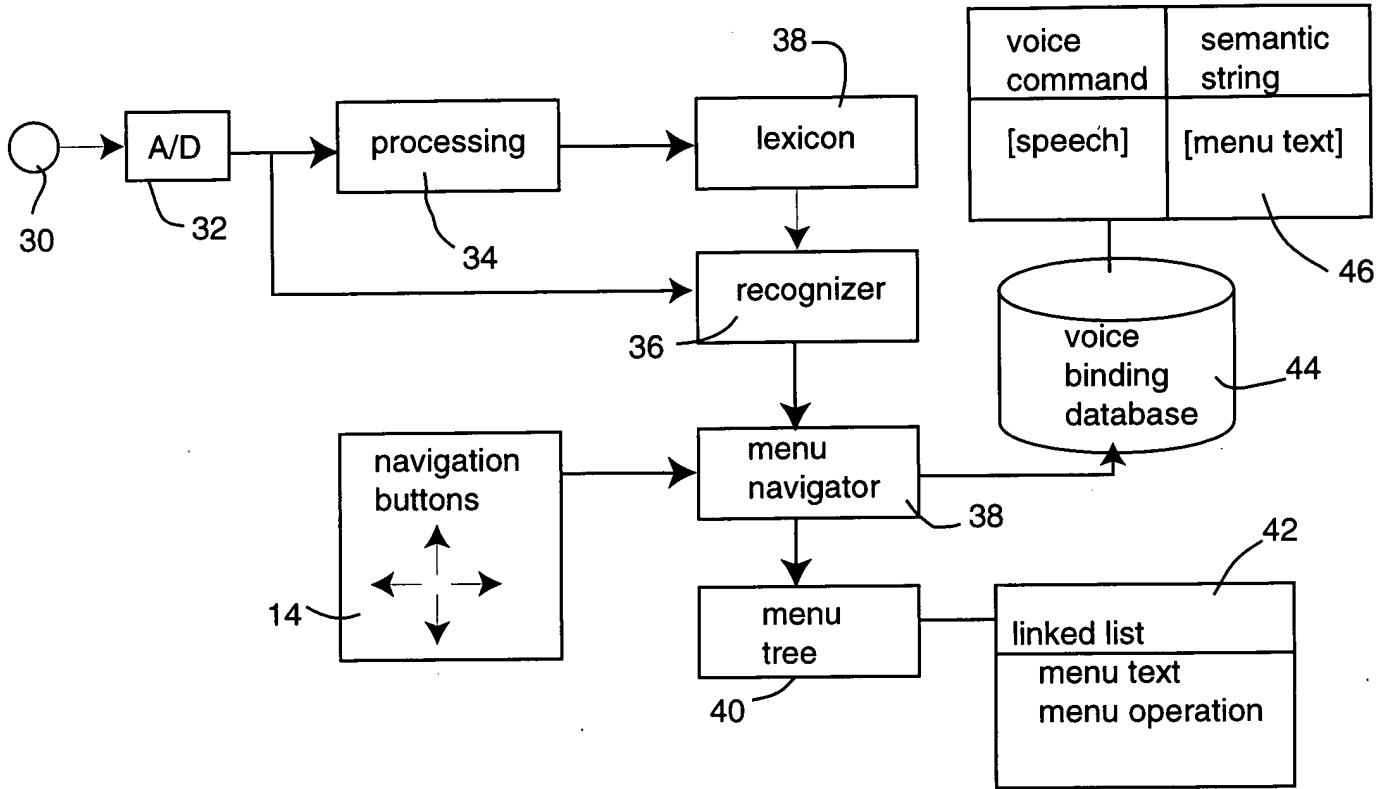 38
voice
command
semantic
string
A/D
processing
lexicon
[speech]
[menu text]
30
32
34
46
recognizer
36
voice
binding
database
44
navigation
buttons
menu
navigator
38
14
42
menu
tree
linked list
40
menu text
menu operation